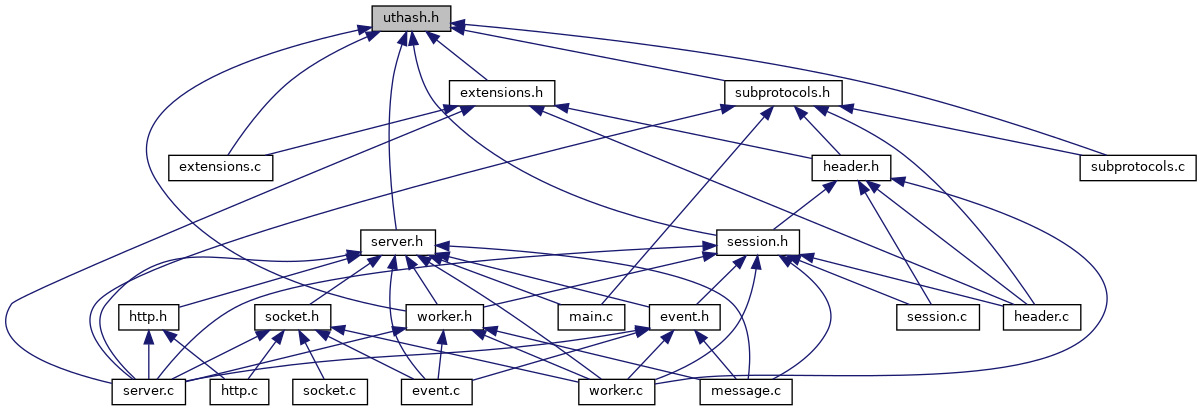 uthash.h
extensions.h
subprotocols.h
extensions.c
header.h
subprotocols.c
server.h
session.h
http.h
socket.h
worker.h
main.c
event.h
session.c
header.c
server.c
http.c
socket.c
event.c
worker.c
message.c